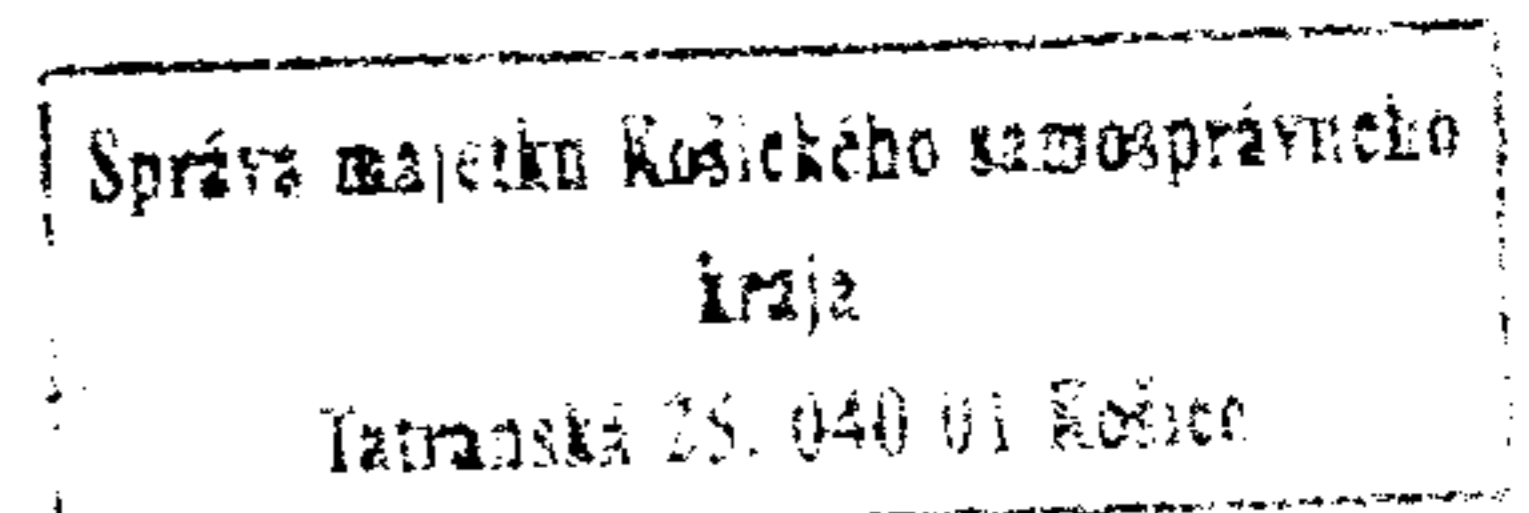 Správa majetku Košického samosprávneho
kraja
Tatranská 25, 040 01 Košice